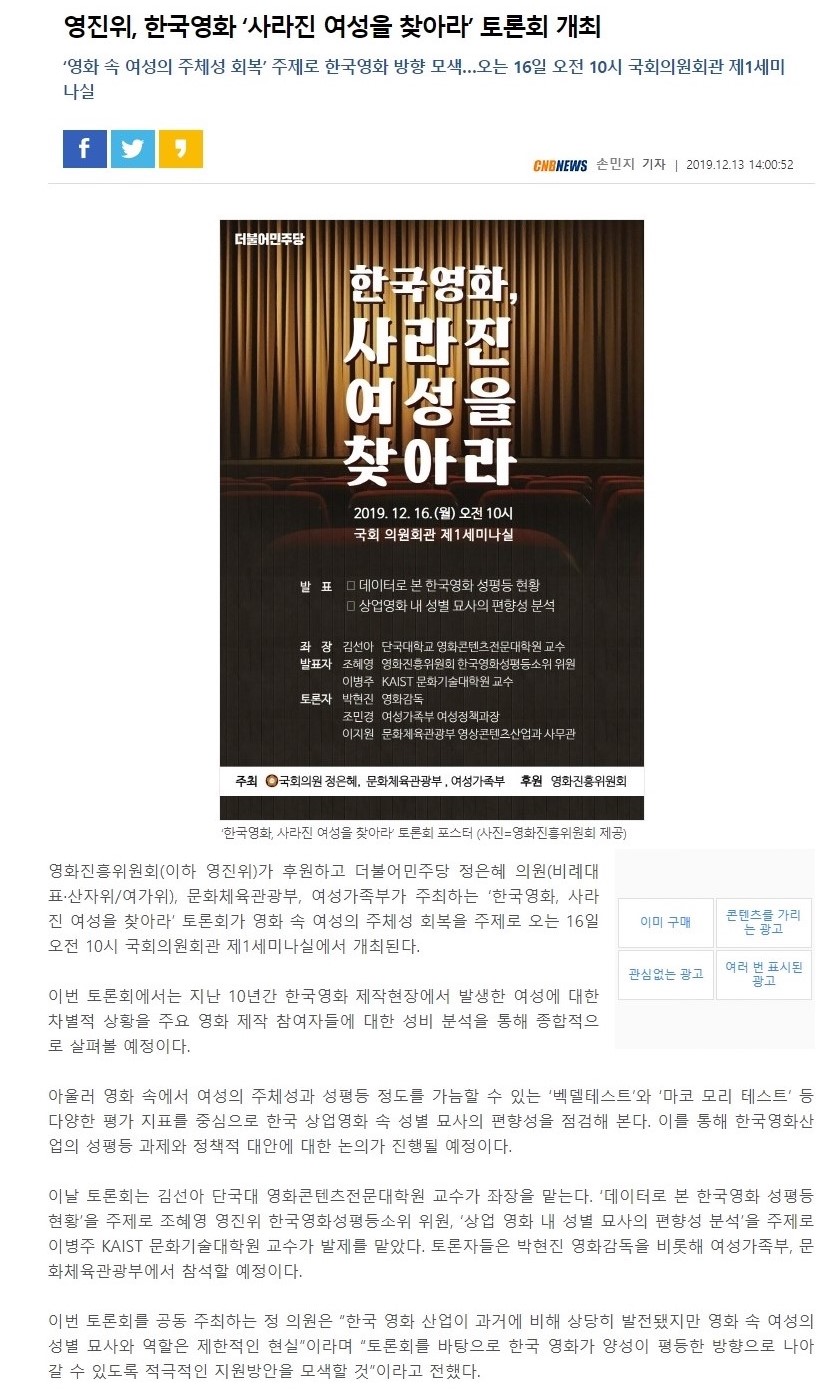 영진위, 한국영화 ‘사라진 여성을 찾아라’ 토론회 개최
‘영화 속 여성의 주체성 회복’ 주제로 한국영화 방향 모색…오는 16일 오전 10시 국회의원회관 제1세미
나실
CNBNEWS 손민지 기자 | 2019.12.13 14:00:52
더불어민주당
한국영화,
사라진
여성을
찾아라
2019. 12. 16.(월) 오전 10시
국회 의원회관 제1세미나실
발 표 □ 데이터로 본 한국영화 성평등 현황
□ 상업영화 내 성별 묘사의 편향성 분석
좌 장 김선아 단국대학교 영화콘텐츠전문대학원 교수
발표자 조혜영 영화진흥위원회 한국영화성평등소위 위원
이병주 KAIST 문화기술대학원 교수
토론자 박현진 영화감독
조민경 여성가족부 여성정책과장
이지원 문화체육관광부 영상콘텐츠산업과 사무관
주최 국회의원 정은혜, 문화체육관광부, 여성가족부 후원 영화진흥위원회
‘한국영화, 사라진 여성을 찾아라’ 토론회 포스터 (사진=영화진흥위원회 제공)
영화진흥위원회(이하 영진위)가 후원하고 더불어민주당 정은혜 의원(비례대
표·산자위/여가위), 문화체육관광부, 여성가족부가 주최하는 ‘한국영화, 사라
진 여성을 찾아라’ 토론회가 영화 속 여성의 주체성 회복을 주제로 오는 16일
오전 10시 국회의원회관 제1세미나실에서 개최된다.
이미 구매
콘텐츠를 가리
는 광고
관심없는 광고
여러 번 표시된
광고
이번 토론회에서는 지난 10년간 한국영화 제작현장에서 발생한 여성에 대한
차별적 상황을 주요 영화 제작 참여자들에 대한 성비 분석을 통해 종합적으
로 살펴볼 예정이다.
아울러 영화 속에서 여성의 주체성과 성평등 정도를 가늠할 수 있는 ‘벡델테스트’와 ‘마코 모리 테스트’ 등
다양한 평가 지표를 중심으로 한국 상업영화 속 성별 묘사의 편향성을 점검해 본다. 이를 통해 한국영화산
업의 성평등 과제와 정책적 대안에 대한 논의가 진행될 예정이다.
이날 토론회는 김선아 단국대 영화콘텐츠전문대학원 교수가 좌장을 맡는다. ‘데이터로 본 한국영화 성평등
현황’을 주제로 조혜영 영진위 한국영화성평등소위 위원, ‘상업 영화 내 성별 묘사의 편향성 분석’을 주제로
이병주 KAIST 문화기술대학원 교수가 발제를 맡았다. 토론자들은 박현진 영화감독을 비롯해 여성가족부, 문
화체육관광부에서 참석할 예정이다.
이번 토론회를 공동 주최하는 정 의원은 “한국 영화 산업이 과거에 비해 상당히 발전됐지만 영화 속 여성의
성별 묘사와 역할은 제한적인 현실”이라며 “토론회를 바탕으로 한국 영화가 양성이 평등한 방향으로 나아
갈 수 있도록 적극적인 지원방안을 모색할 것”이라고 전했다.